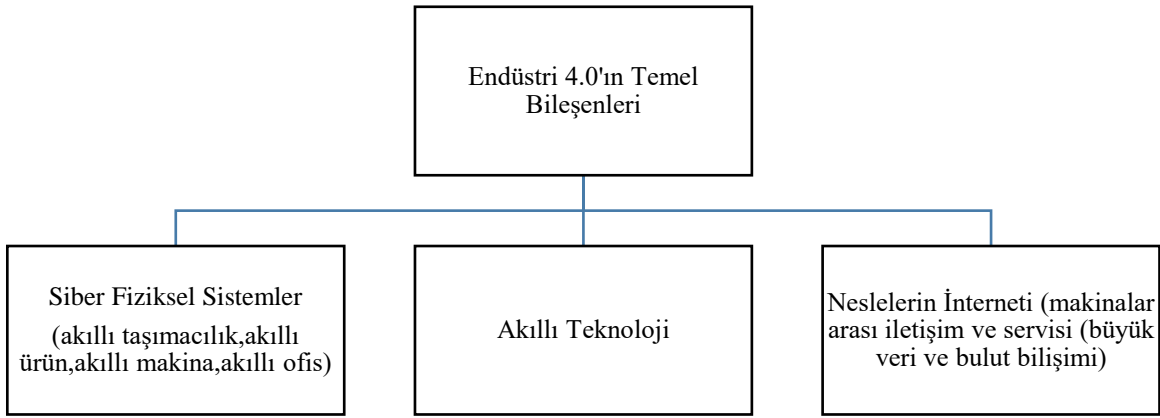 Endüstri 4.0'ın Temel
Bileşenleri
Siber Fiziksel Sistemler
(akıllı taşımacılık,akıllı
ürün,akıllı makina,akıllı ofis)
Akıllı Teknoloji
Neslelerin İnterneti (makinalar
arası iletişim ve servisi (büyük
veri ve bulut bilişimi)